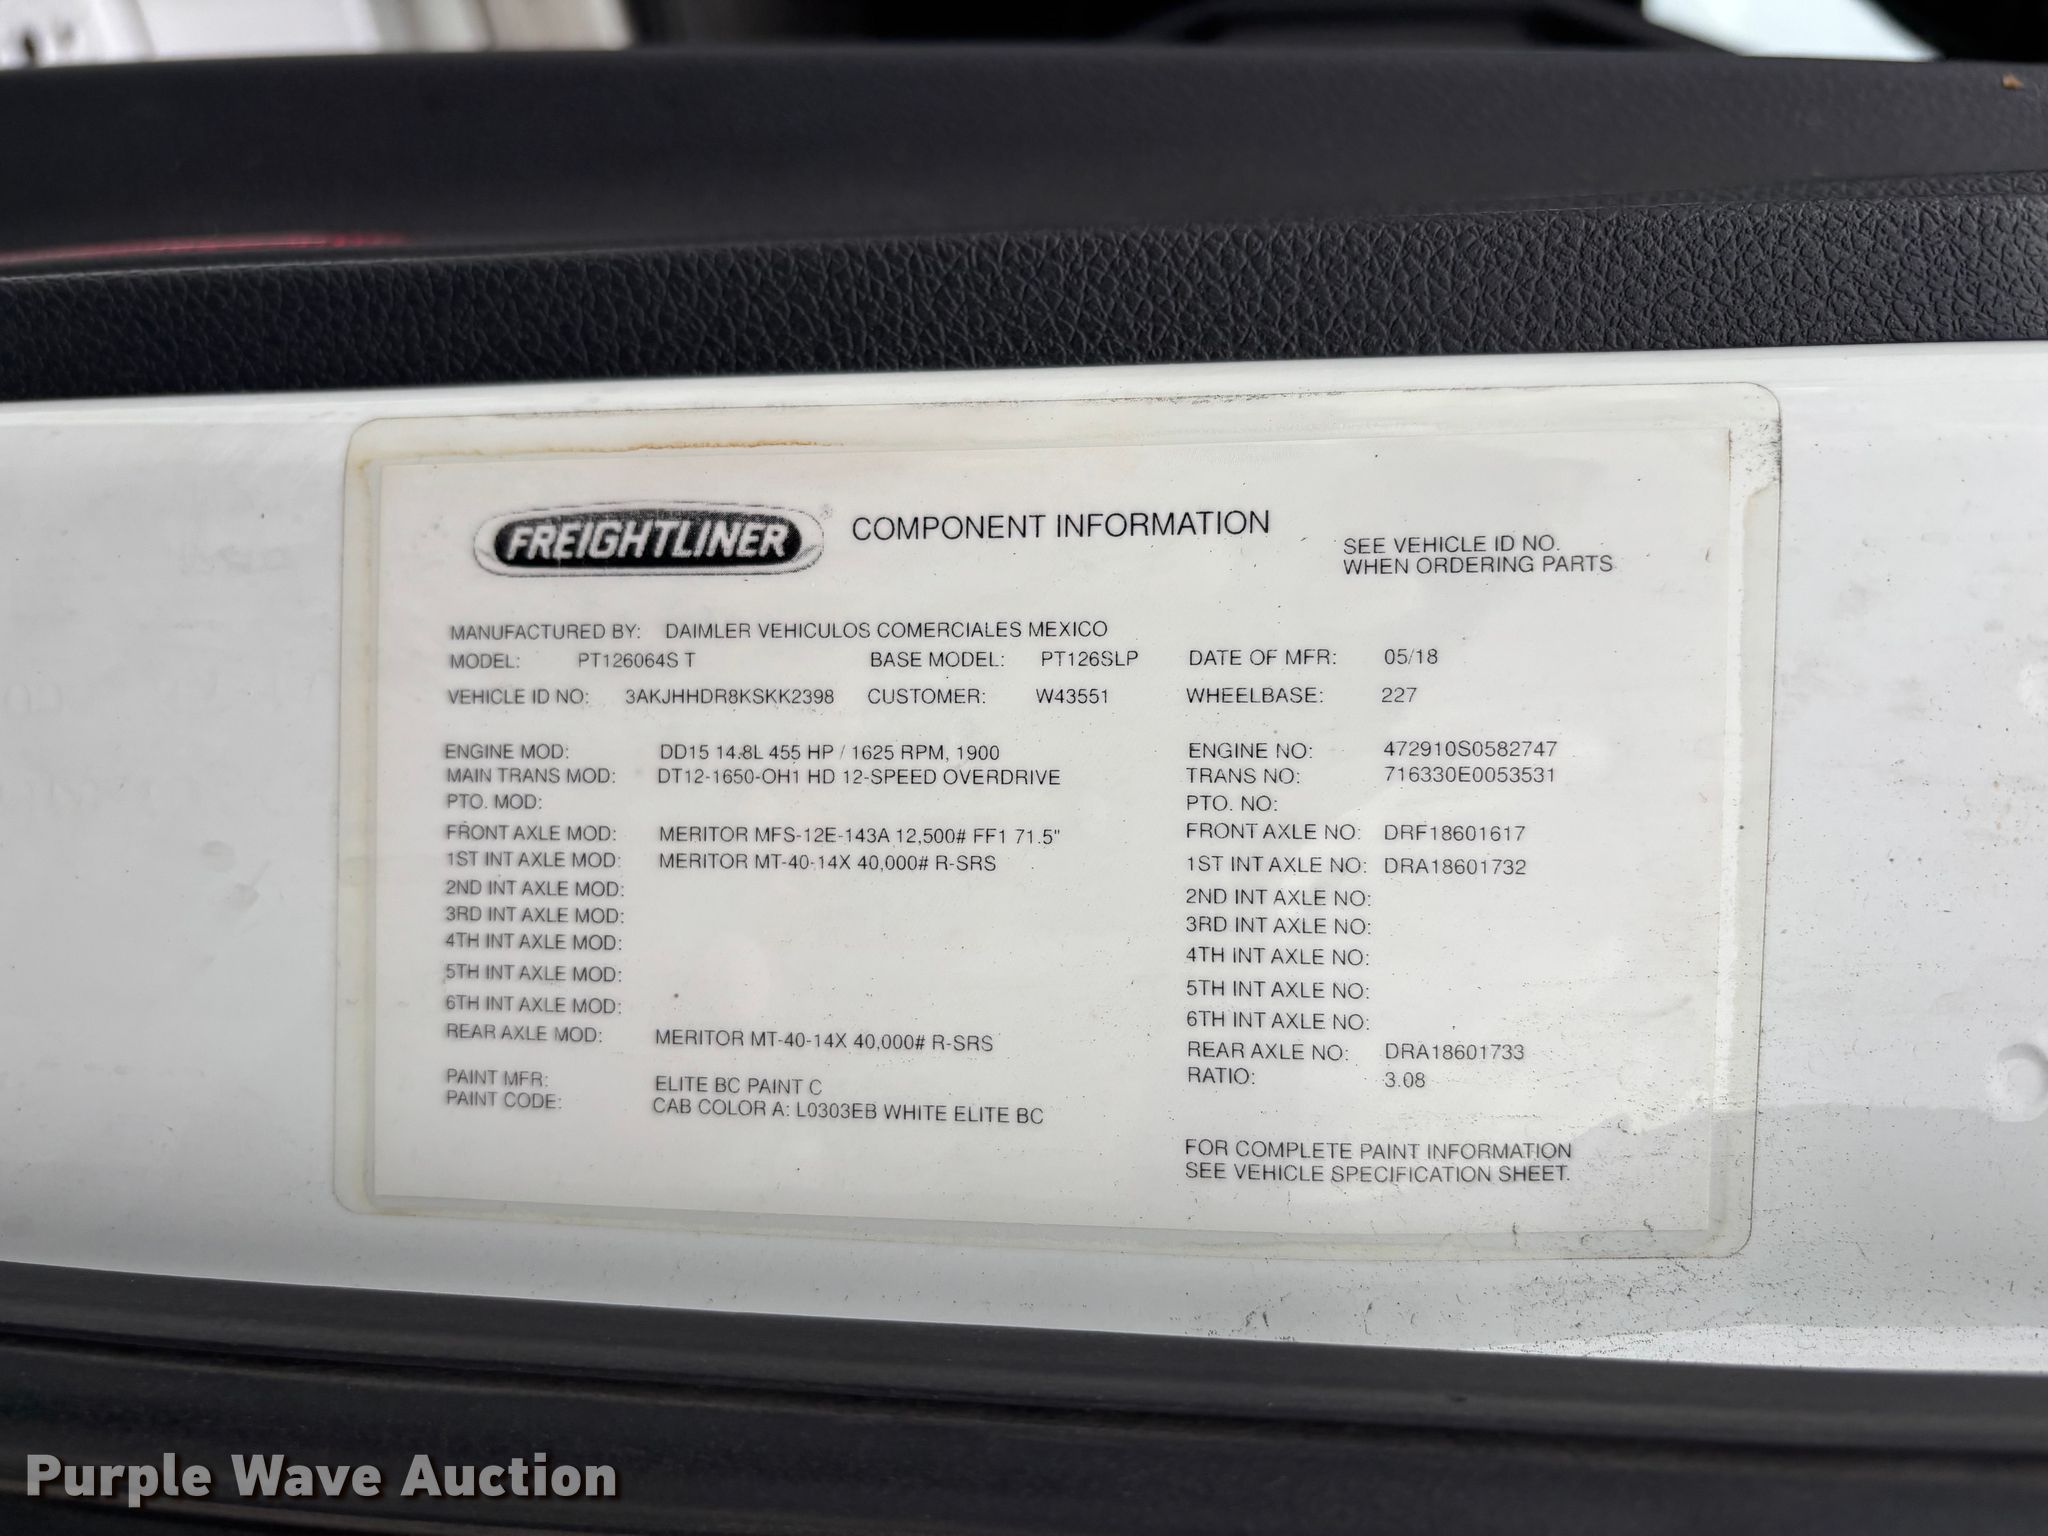 FREIGHTLINER® COMPONENT INFORMATION
SEE VEHICLE ID NO.
WHEN ORDERING PARTS
MANUFACTURED BY: DAIMLER VEHICULOS COMERCIALES MEXICO
MODEL: PT126064S T BASE MODEL: PT126SLP DATE OF MFR: 05/18
VEHICLE ID NO: 3AKJHHDR8KSKK2398 CUSTOMER: W43551 WHEELBASE: 227
ENGINE MOD: DD15 14.8L 455 HP / 1625 RPM, 1900 ENGINE NO: 472910S0582747
MAIN TRANS MOD: DT12-1650-OH1 HD 12-SPEED OVERDRIVE TRANS NO: 716330E0053531
PTO. MOD: PTO. NO:
FRONT AXLE MOD: MERITOR MFS-12E-143A 12,500# FF1 71.5" FRONT AXLE NO: DRF18601617
1ST INT AXLE MOD: MERITOR MT-40-14X 40,000# R-SRS 1ST INT AXLE NO: DRA18601732
2ND INT AXLE MOD: 2ND INT AXLE NO:
3RD INT AXLE MOD: 3RD INT AXLE NO:
4TH INT AXLE MOD: 4TH INT AXLE NO:
5TH INT AXLE MOD: 5TH INT AXLE NO:
6TH INT AXLE MOD: 6TH INT AXLE NO:
REAR AXLE MOD: MERITOR MT-40-14X 40,000# R-SRS REAR AXLE NO: DRA18601733
RATIO: 3.08
PAINT MFR: ELITE BC PAINT C
PAINT CODE: CAB COLOR A: L0303EB WHITE ELITE BC
FOR COMPLETE PAINT INFORMATION
SEE VEHICLE SPECIFICATION SHEET.
Purple Wave Auction